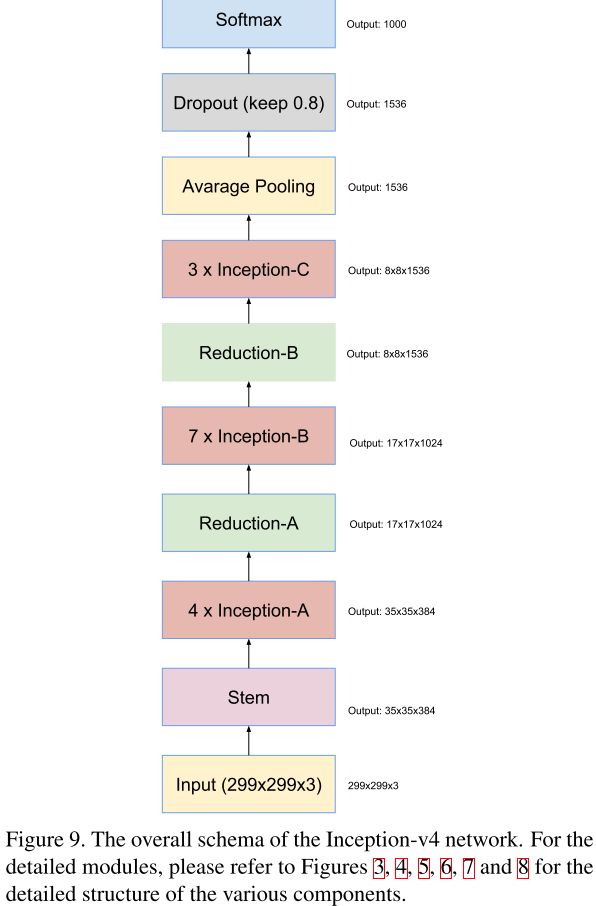 Softmax
Output: 1000
Dropout (keep 0.8)
Output: 1536
Avarage Pooling
Output: 1536
3 x Inception-C
Output: 8x8x1536
Reduction-B
Output: 8x8x1536
7 x Inception-B
Output: 17x17x1024
Reduction-A
Output: 17x17x1024
4 x Inception-A
Output: 35x35x384
Stem
Output: 35x35x384
Input (299x299x3)
299x299x3
Figure 9. The overall schema of the Inception-v4 network. For the
detailed modules, please refer to Figures 3, 4, 5, 6, 7 and 8 for the
detailed structure of the various components.